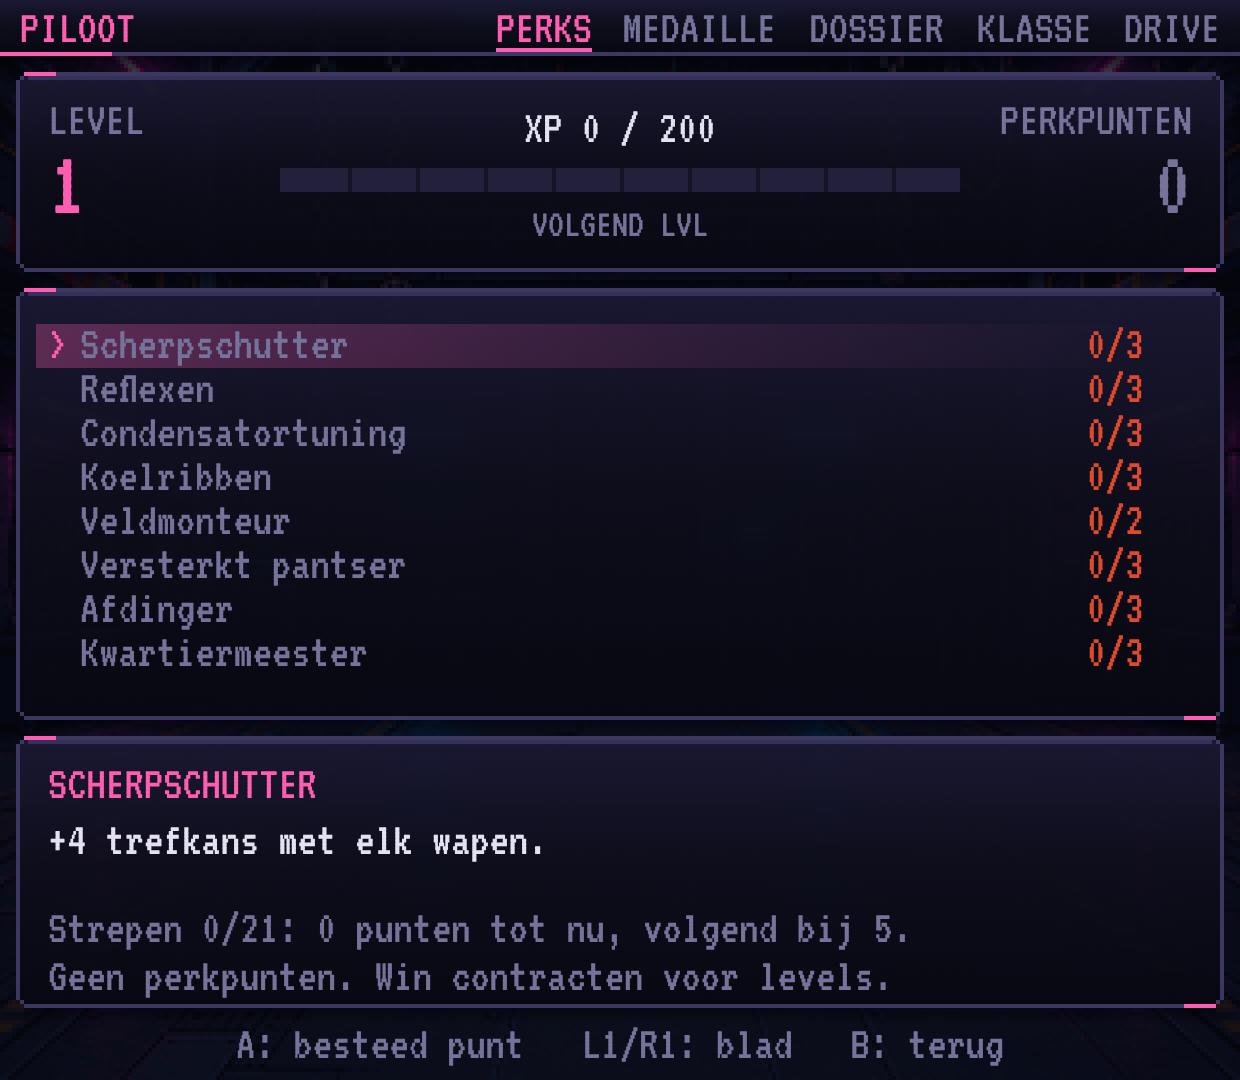 PILOOT PERKS MEDAILLE DOSSIER KLASSE DRIVE
LEVEL XP 0 / 200 PERKPUNTEN
1 0
VOLGEND LVL
> Scherpschutter 0/3
Reflexen 0/3
Condensatortuning 0/3
Koelribben 0/3
Veldmonteur 0/2
Versterkt pantser 0/3
Afdinger 0/3
Kwartiermeester 0/3
SCHERPSCHUTTER
+4 trefkans met elk wapen.
Strepen 0/21: 0 punten tot nu, volgend bij 5.
Geen perkpunten. Win contracten voor levels.
A: besteed punt L1/R1: blad B: terug